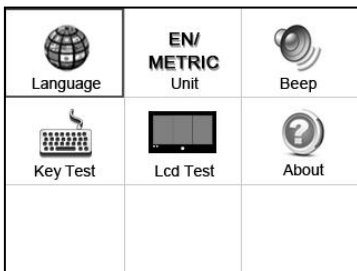 Language
EN/
METRIC
Unit
Beep
Key Test
Lcd Test
About